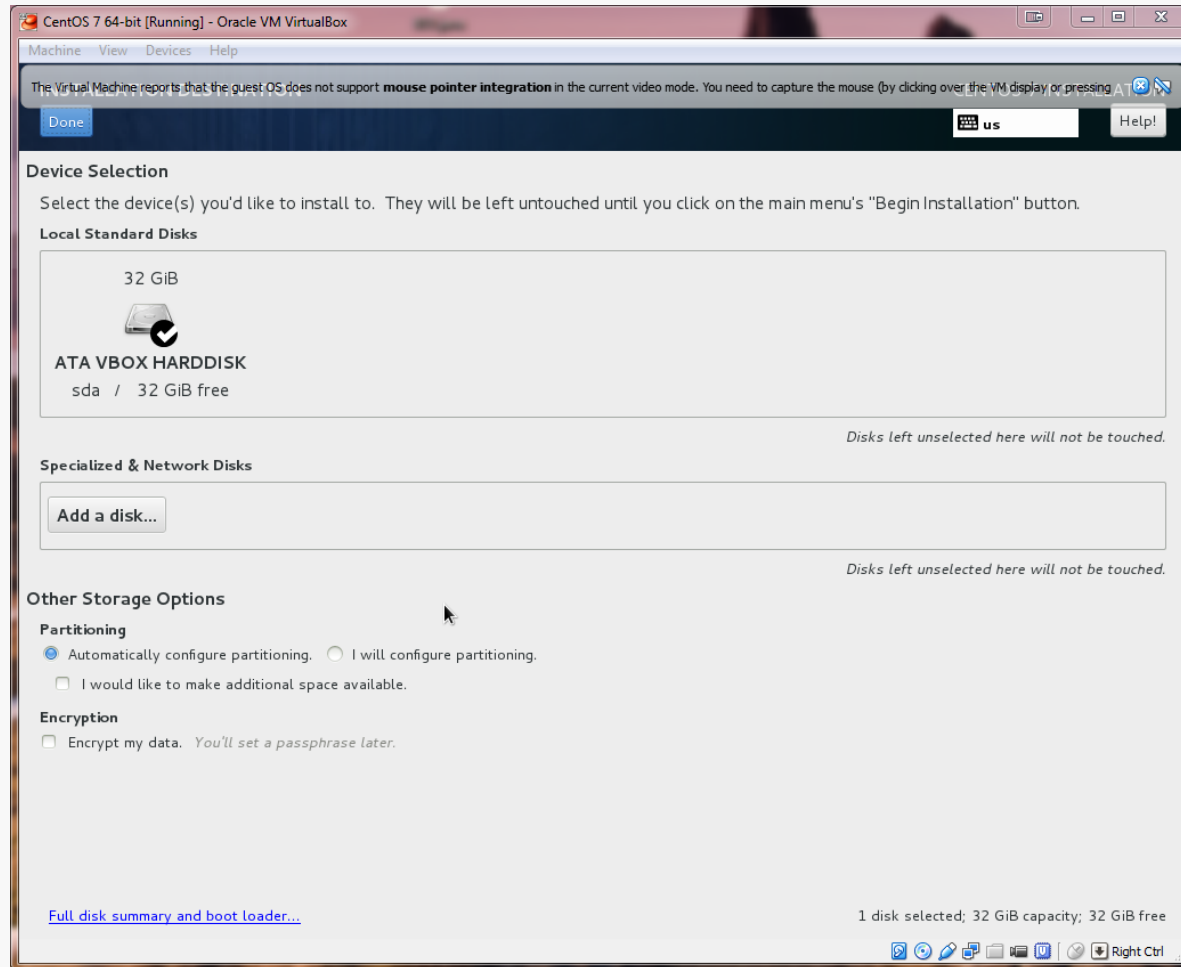 CentOS 7 64-bit [Running] - Oracle VM VirtualBox
Machine View Devices Help
The Virtual Machine reports that the guest OS does not support mouse pointer integration in the current video mode. You need to capture the mouse (by clicking over the VM display or pressing
INSTALLATION DESTINATION CENTOS 7 INSTALLATION
Done us Help!
Device Selection
Select the device(s) you'd like to install to. They will be left untouched until you click on the main menu's "Begin Installation" button.
Local Standard Disks
32 GiB
ATA VBOX HARDDISK
sda / 32 GiB free
Disks left unselected here will not be touched.
Specialized & Network Disks
Add a disk...
Disks left unselected here will not be touched.
Other Storage Options
Partitioning
Automatically configure partitioning. I will configure partitioning.
I would like to make additional space available.
Encryption
Encrypt my data. You'll set a passphrase later.
Full disk summary and boot loader... 1 disk selected; 32 GiB capacity; 32 GiB free
Right Ctrl